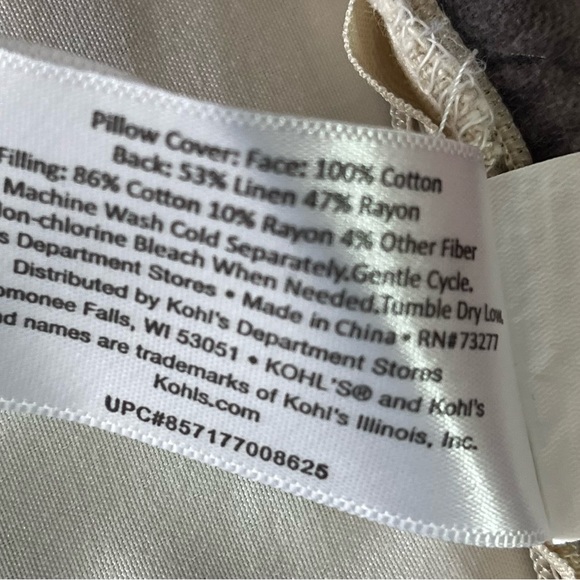 Pillow Cover: Face: 100% Cotton
Back: 53% Linen 47% Rayon
Filling: 86% Cotton 10% Rayon 4% Other Fiber
Machine Wash Cold Separately.Gentle Cycle.
on-chlorine Bleach When Needed.Tumble Dry Low.
s Department Stores • Made in China • RN#73277
Distributed by Kohl's Department Stores
omonee Falls, WI 53051 • KOHL'S® and Kohl's
d names are trademarks of Kohl's Illinois, Inc.
Kohls.com
UPC#857177008625